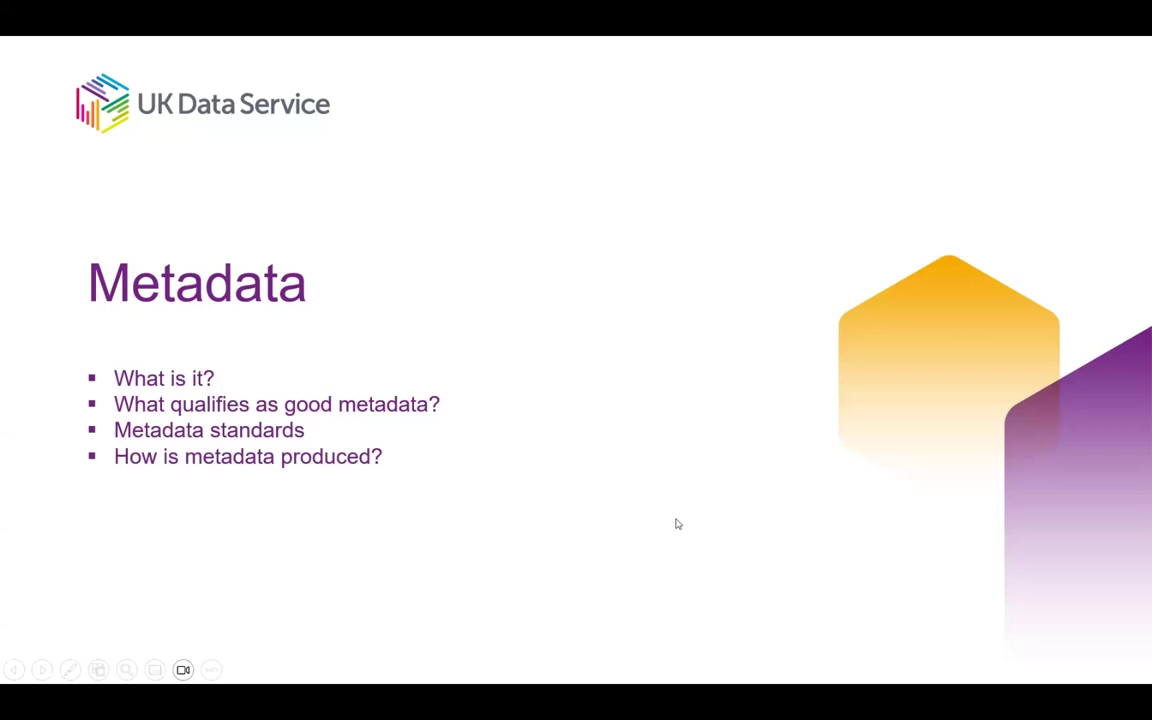 UK Data Service
Metadata
▪ What is it?
▪ What qualifies as good metadata?
▪ Metadata standards
▪ How is metadata produced?